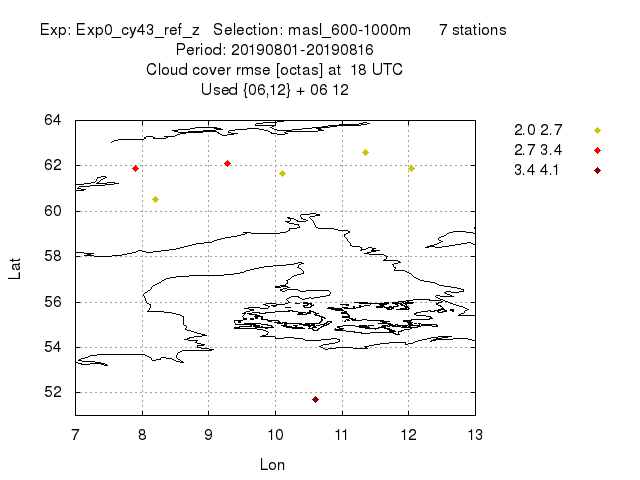 Exp: Exp0_cy43_ref_z   Selection: masl_600-1000m      7 stations
Period: 20190801-20190816
Cloud cover rmse [octas] at  18 UTC
Used {06,12} + 06 12
2.0 2.7
2.7 3.4
3.4 4.1
64
62
60
58
56
54
52
Lat
7 8 9 10 11 12 13
Lon